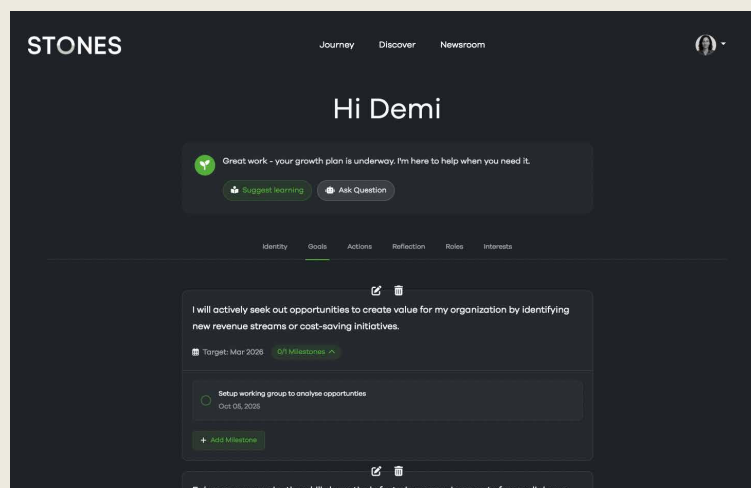 STONES
Journey Discover Newsroom
Hi Demi
Great work - your growth plan is underway. I'm here to help when you need it.
Suggest learning Ask Question
Identity Goals Actions Reflection Roles Interests
I will actively seek out opportunities to create value for my organization by identifying
new revenue streams or cost-saving initiatives.
Target: Mar 2026 0/1 Milestones
Setup working group to analyse opportunties
Oct 05, 2025
+ Add Milestone